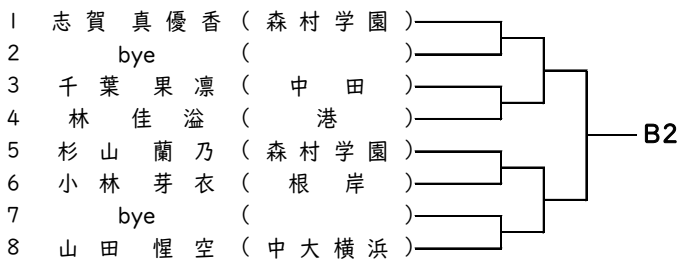 1 志賀 真優香 ( 森村学園 )
2 bye ( )
3 千葉 果凛 ( 中田 )
4 林 佳溢 ( 港 )
B2
5 杉山 蘭乃 ( 森村学園 )
6 小林 芽衣 ( 根岸 )
7 bye ( )
8 山田 惺空 ( 中大横浜 )